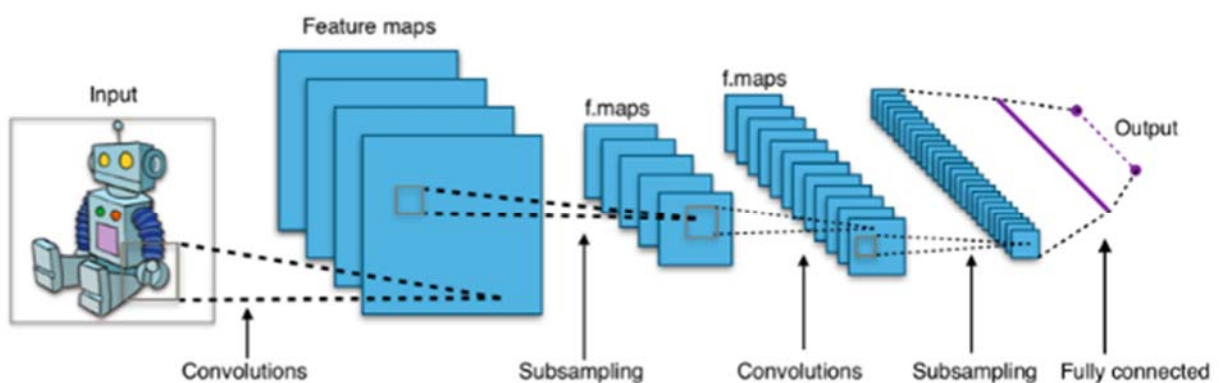 Feature maps
f.maps
Input
f.maps
Output
Convolutions
Subsampling
Convolutions
Subsampling
Fully connected